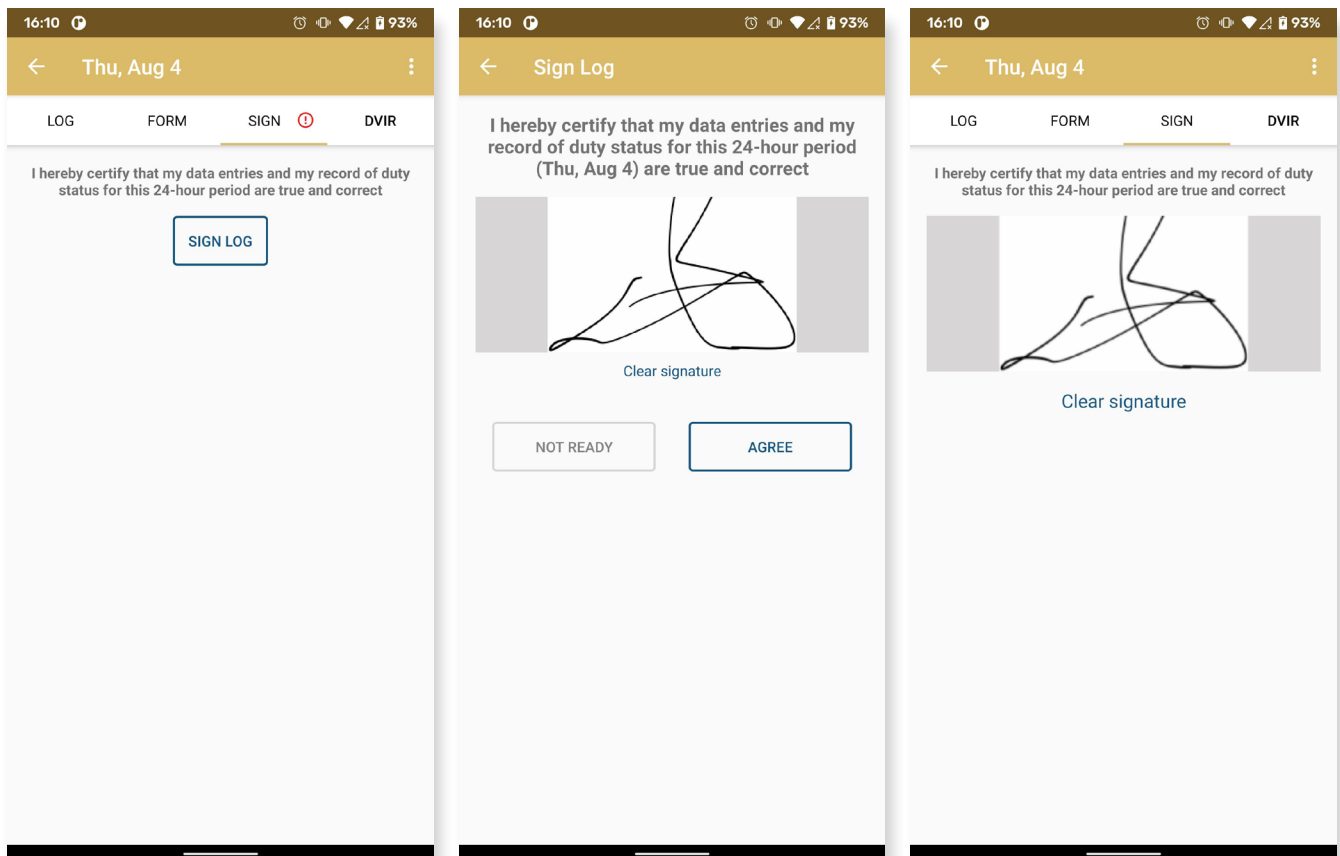 16:10 93%
Thu, Aug 4
LOG FORM SIGN DVIR
I hereby certify that my data entries and my record of duty
status for this 24-hour period are true and correct
SIGN LOG
16:10 93%
Sign Log
I hereby certify that my data entries and my
record of duty status for this 24-hour period
(Thu, Aug 4) are true and correct
Clear signature
NOT READY AGREE
16:10 93%
Thu, Aug 4
LOG FORM SIGN DVIR
I hereby certify that my data entries and my record of duty
status for this 24-hour period are true and correct
Clear signature